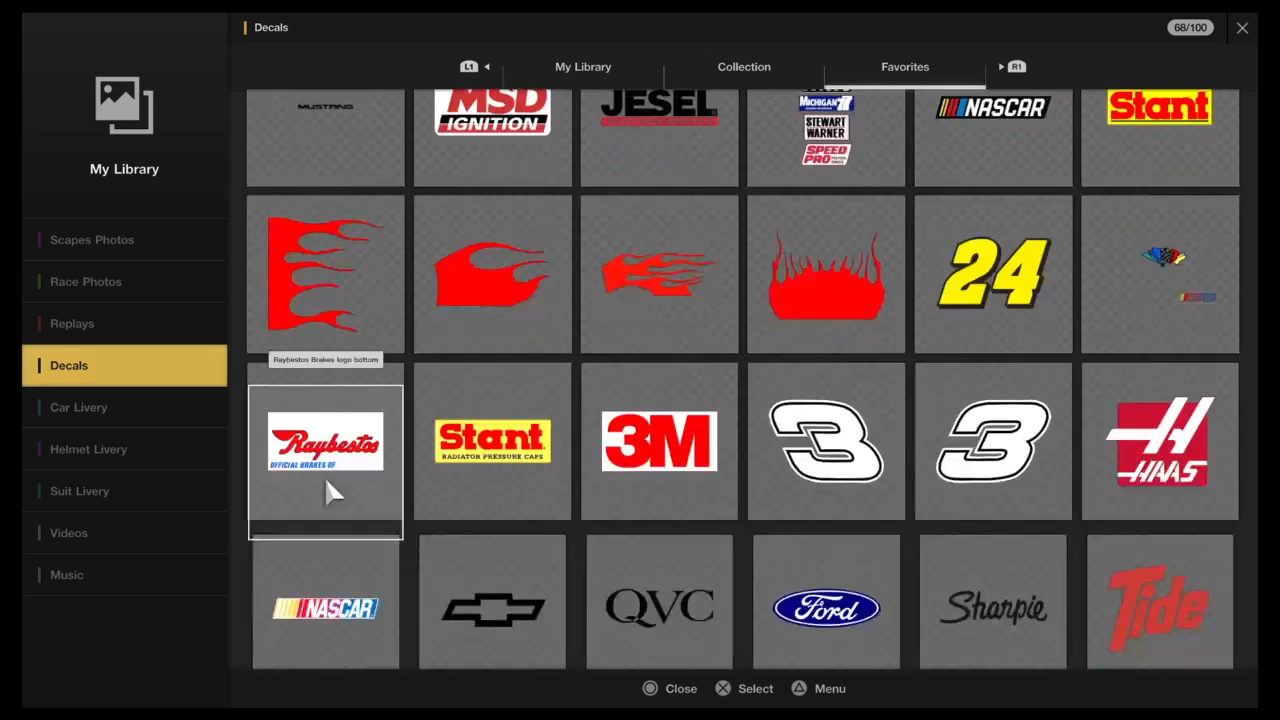 My Library
Scapes Photos
Race Photos
Replays
Decals
Car Livery
Helmet Livery
Suit Livery
Videos
Music
Decals
68/100
L1
My Library
Collection
Favorites
R1
MUSTANG
MSD
IGNITION
JESEL
MICHIGAN 77
STEWART
WARNER
SPEED
PRO
NASCAR
Stant
24
Raybestos Brakes logo bottom
Raybestos
OFFICIAL BRAKES OF
Stant
RADIATOR PRESSURE CAPS
3M
3
3
HAAS
NASCAR
QVC
Ford
Sharpie
Tide
Close
Select
Menu